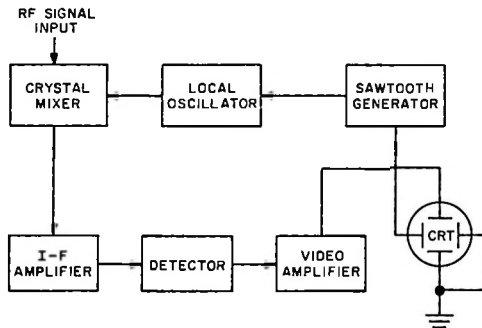 RF SIGNAL
INPUT
CRYSTAL
MIXER
LOCAL
OSCILLATOR
SAWTOOTH
GENERATOR
CRT
I-F
AMPLIFIER
DETECTOR
VIDEO
AMPLIFIER